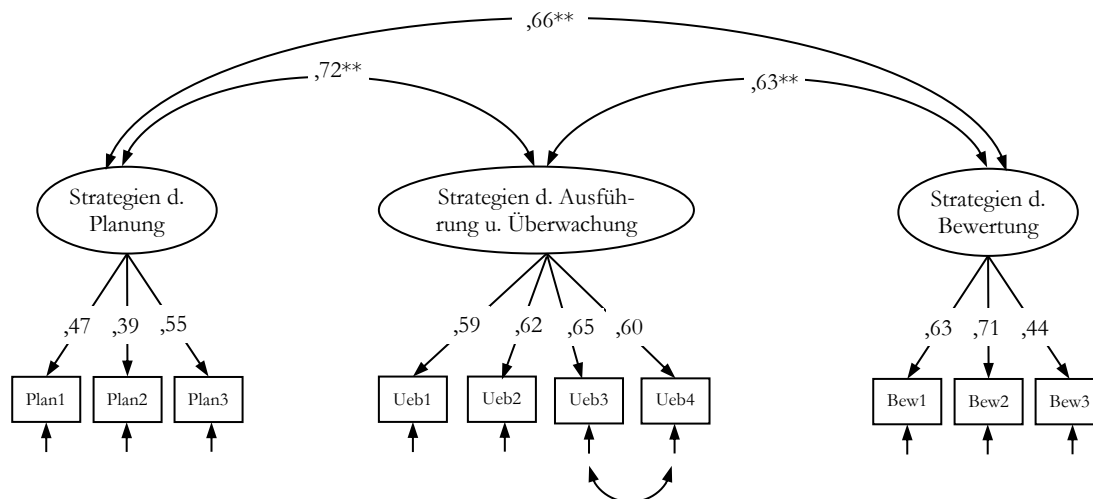 ,66**
,72**
,63**
Strategien d.
Planung
Strategien d. Ausfüh-
rung u. Überwachung
Strategien d.
Bewertung
,47 ,39 ,55
,59 ,62 ,65 ,60
,63 ,71 ,44
Plan1 Plan2 Plan3
Ueb1 Ueb2 Ueb3 Ueb4
Bew1 Bew2 Bew3